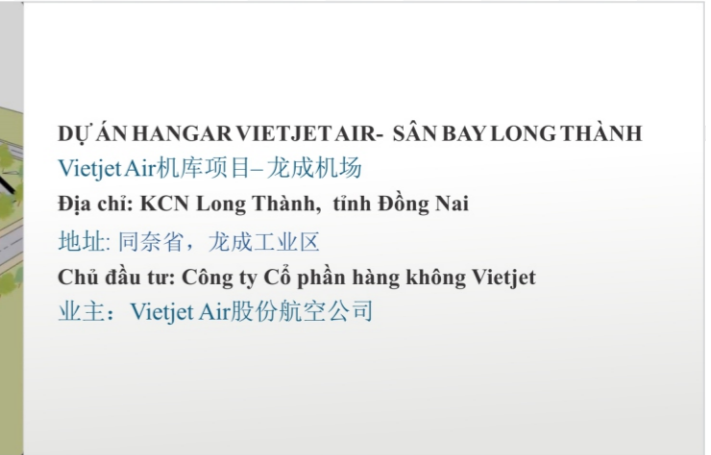 DỰ ÁN HANGAR VIETJET AIR- SÂN BAY LONG THÀNH
Vietjet Air机库项目–龙成机场
Địa chỉ: KCN Long Thành, tỉnh Đồng Nai
地址: 同奈省，龙成工业区
Chủ đầu tư: Công ty Cổ phần hàng không Vietjet
业主：Vietjet Air股份航空公司